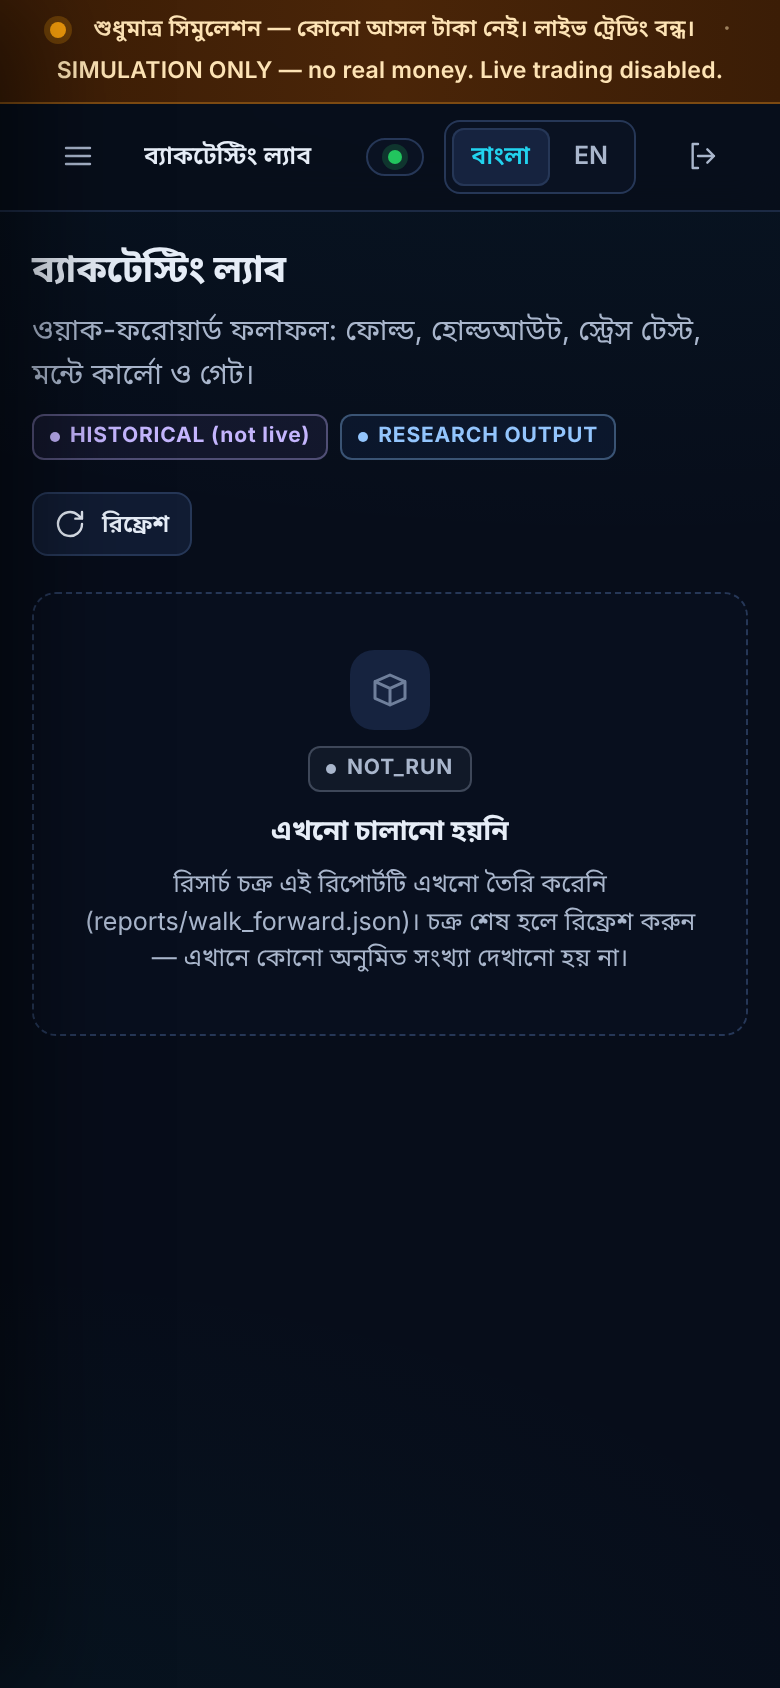 শুধুমাত্র সিমুলেশন — কোনো আসল টাকা নেই। লাইভ ট্রেডিং বন্ধ। ·
SIMULATION ONLY — no real money. Live trading disabled.
ব্যাকটেস্টিং ল্যাব
বাংলা
EN
ব্যাকটেস্টিং ল্যাব
ওয়াক-ফরোয়ার্ড ফলাফল: ফোল্ড, হোল্ডআউট, স্ট্রেস টেস্ট,
মন্টে কার্লো ও গেট।
HISTORICAL (not live)
RESEARCH OUTPUT
রিফ্রেশ
NOT_RUN
এখনো চালানো হয়নি
রিসার্চ চক্র এই রিপোর্টটি এখনো তৈরি করেনি
(reports/walk_forward.json)। চক্র শেষ হলে রিফ্রেশ করুন
— এখানে কোনো অনুমিত সংখ্যা দেখানো হয় না।